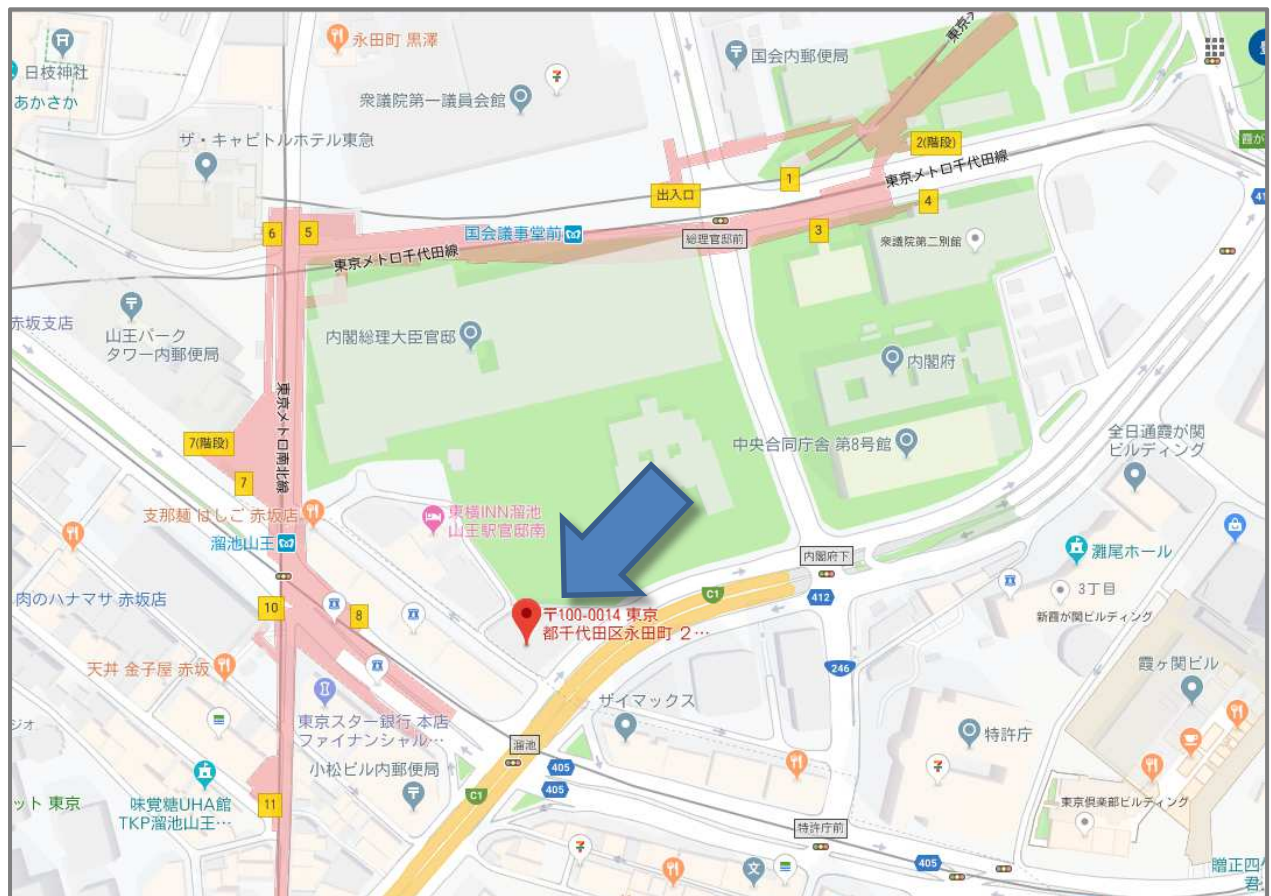 永田町 黒澤
国会内郵便局
日枝神社
あかさか
衆議院第一議員会館
ザ・キャピトルホテル東急
2(階段)
東京メトロ千代田線
1
出入口
4
6
5
国会議事堂前
総理官邸前
3
衆議院第二別館
東京メトロ千代田線
赤坂支店
山王パーク
タワー内郵便局
内閣総理大臣官邸
内閣府
東京メトロ南北線
7(階段)
中央合同庁舎 第8号館
全日通霞が関
ビルディング
7
支那麺 はしご 赤坂店
東横INN溜池
山王駅官邸南
溜池山王
内閣府下
灘尾ホール
C1
412
3丁目
肉のハナマサ 赤坂店
10
8
〒100-0014 東京
都千代田区永田町 2…
新霞が関ビルディング
天丼 金子屋 赤坂
246
霞ヶ関ビル
ザイマックス
東京スター銀行 本店
ファイナンシャル…
特許庁
溜池
小松ビル内郵便局
405
405
C1
ット 東京
味覚糖UHA館
TKP溜池山王…
11
東京倶楽部ビルディング
特許庁前
405
贈正四
君